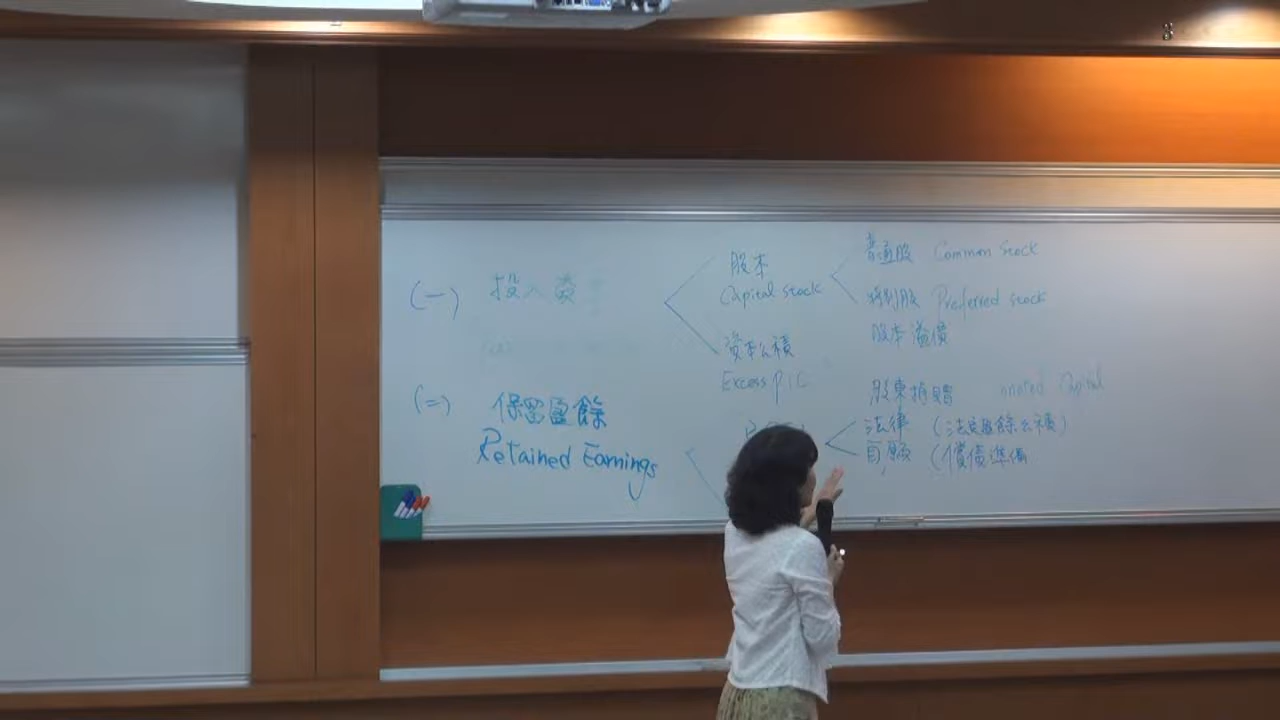 (一) 投入資
股本
Capital stock
普通股 Common stock
特別股 Preferred stock
股本溢價
資本公積
Excess PIC
股東捐贈 onated Capital
(二) 保留盈餘
Retained Earnings
法律 (法定盈餘公積)
自願 (償債準備